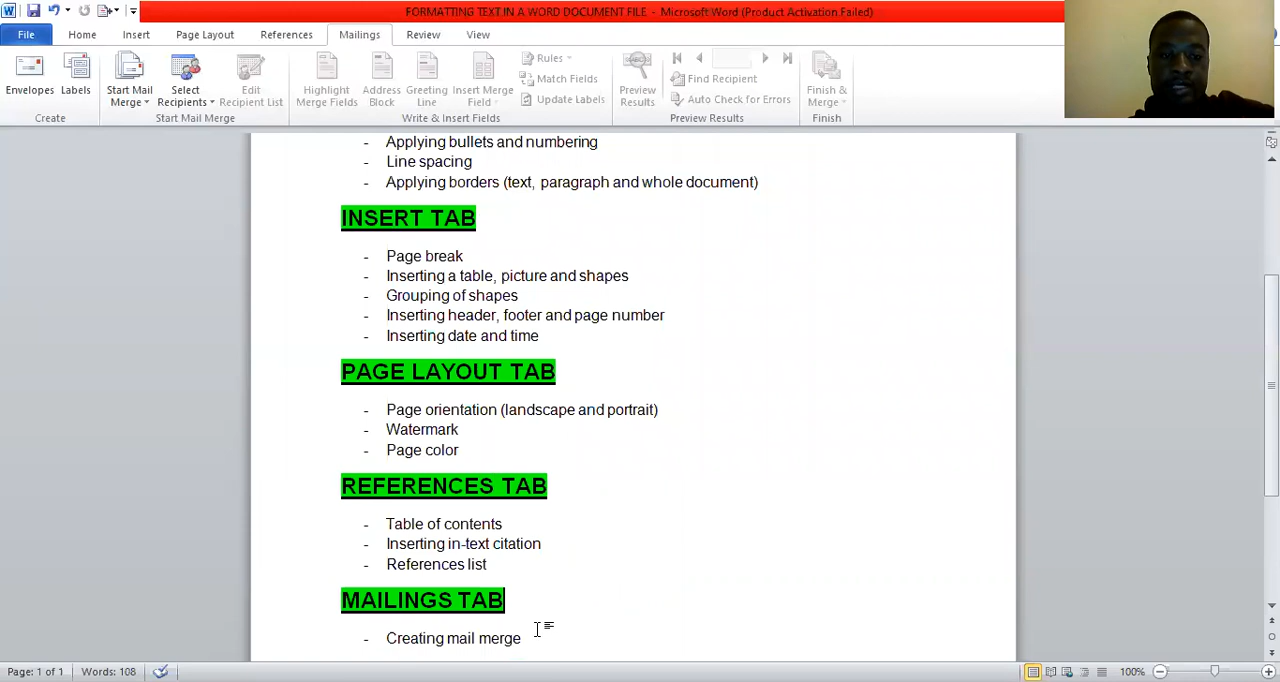 FORMATTING TEXT IN A WORD DOCUMENT FILE - Microsoft Word (Product Activation Failed)
File Home Insert Page Layout References Mailings Review View
Envelopes Labels Start Mail Merge Select Recipients Edit Recipient List Highlight Merge Fields Address Block Greeting Line Insert Merge Field Rules Match Fields Update Labels Preview Results Find Recipient Auto Check for Errors Finish & Merge
Create Start Mail Merge Write & Insert Fields Preview Results Finish
- Applying bullets and numbering
- Line spacing
- Applying borders (text, paragraph and whole document)
INSERT TAB
- Page break
- Inserting a table, picture and shapes
- Grouping of shapes
- Inserting header, footer and page number
- Inserting date and time
PAGE LAYOUT TAB
- Page orientation (landscape and portrait)
- Watermark
- Page color
REFERENCES TAB
- Table of contents
- Inserting in-text citation
- References list
MAILINGS TAB
- Creating mail merge
Page: 1 of 1 Words: 108 100%